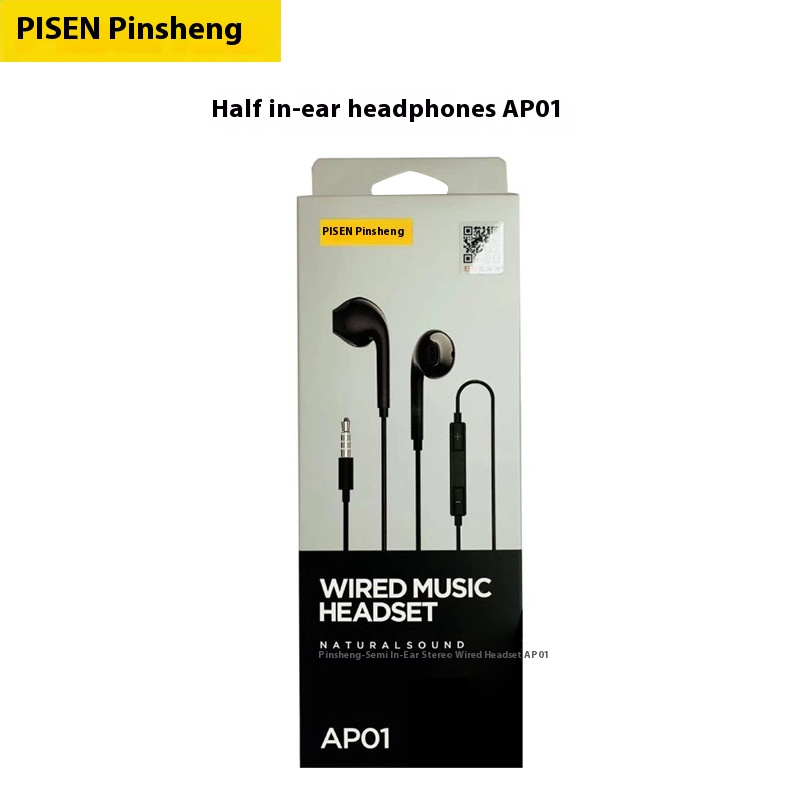 PISEN Pinsheng
Half in-ear headphones AP01
PISEN Pinsheng
WIRED MUSIC
HEADSET
NATURALSOUND
Pinsheng-Semi In-Ear Stereo Wired Headset AP01
AP01